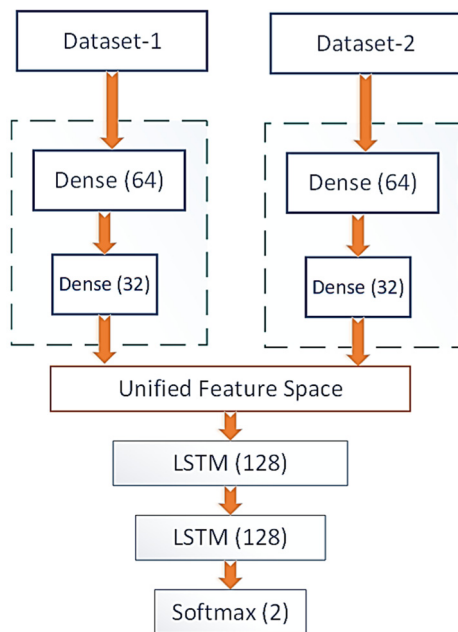 Dataset-1
Dataset-2
Dense (64)
Dense (64)
Dense (32)
Dense (32)
Unified Feature Space
LSTM (128)
LSTM (128)
Softmax (2)